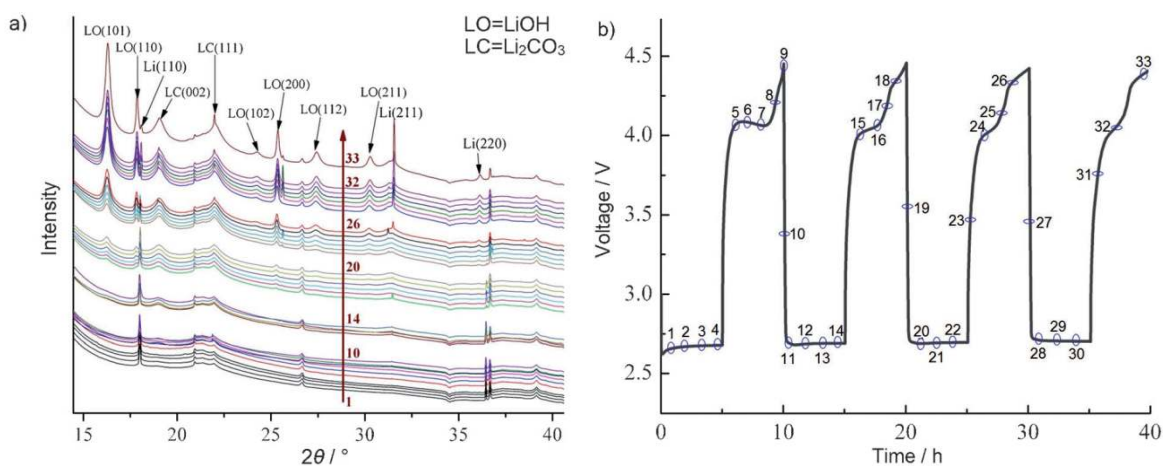 a)
LO=LiOH
LC=Li₂CO₃
LO(101)
LO(110)
Li(110)
LC(002)
LC(111)
LO(102)
LO(200)
LO(112)
LO(211)
Li(211)
Li(220)
33
32
26
20
14
10
1
Intensity
15 20 25 30 35 40
2θ / °
b)
Voltage / V
4.5
4.0
3.5
3.0
2.5
1 2 3 4
5 6 7 8 9
10
11 12 13 14
15 16 17 18
19
20 21 22
23 24 25 26
27
28 29 30
31 32 33
0 10 20 30 40
Time / h